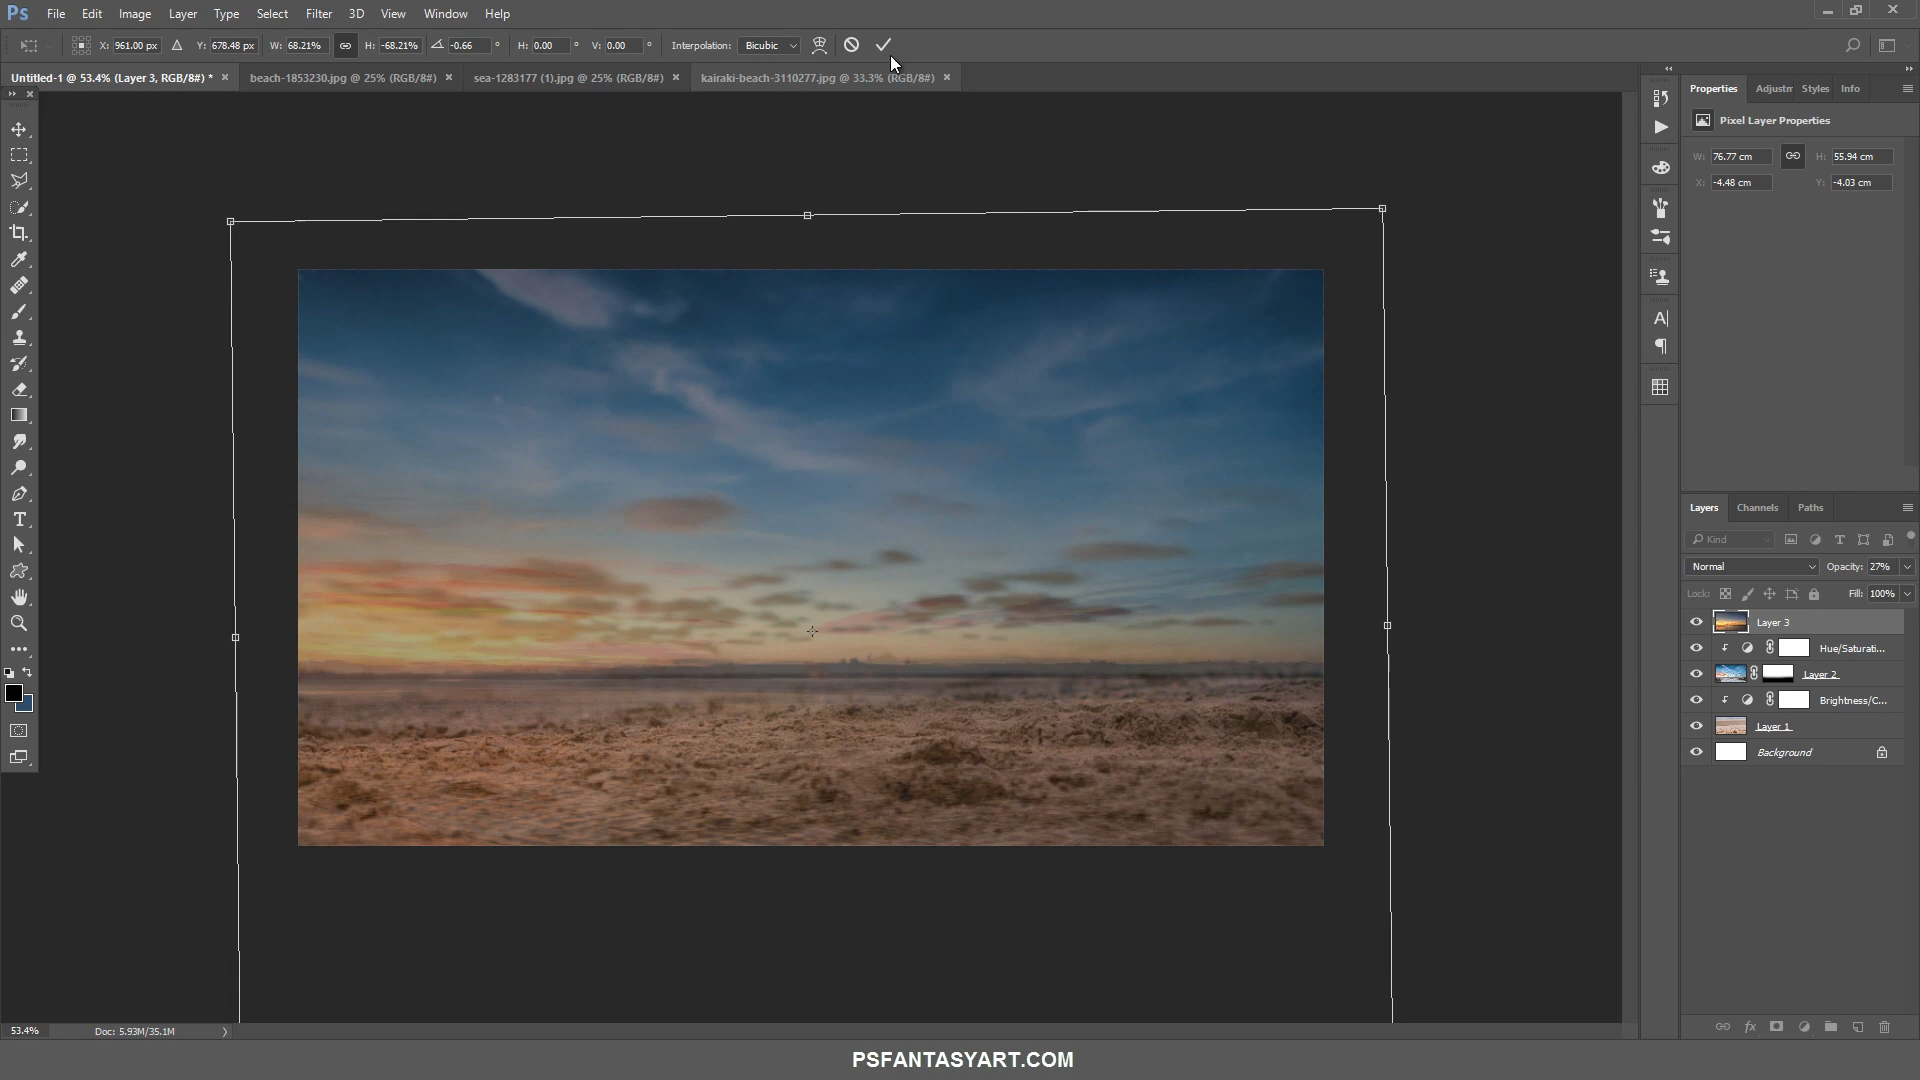 Ps File Edit Image Layer Type Select Filter 3D View Window Help
X: 961.00 px Y: 678.48 px W: 68.21% H: -68.21% -0.66 ° H: 0.00 ° V: 0.00 ° Interpolation: Bicubic
Untitled-1 @ 53.4% (Layer 3, RGB/8#) * × beach-1853230.jpg @ 25% (RGB/8#) × sea-1283177 (1).jpg @ 25% (RGB/8#) × kairaki-beach-3110277.jpg @ 33.3% (RGB/8#) ×
Properties Adjustm Styles Info
Pixel Layer Properties
W: 76.77 cm H: 55.94 cm
X: -4.48 cm Y: -4.03 cm
Layers Channels Paths
Kind
Normal Opacity: 27%
Lock: Fill: 100%
Layer 3
Hue/Saturati...
Layer 2
Brightness/C...
Layer 1
Background
53.4% Doc: 5.93M/35.1M
PSFANTASYART.COM